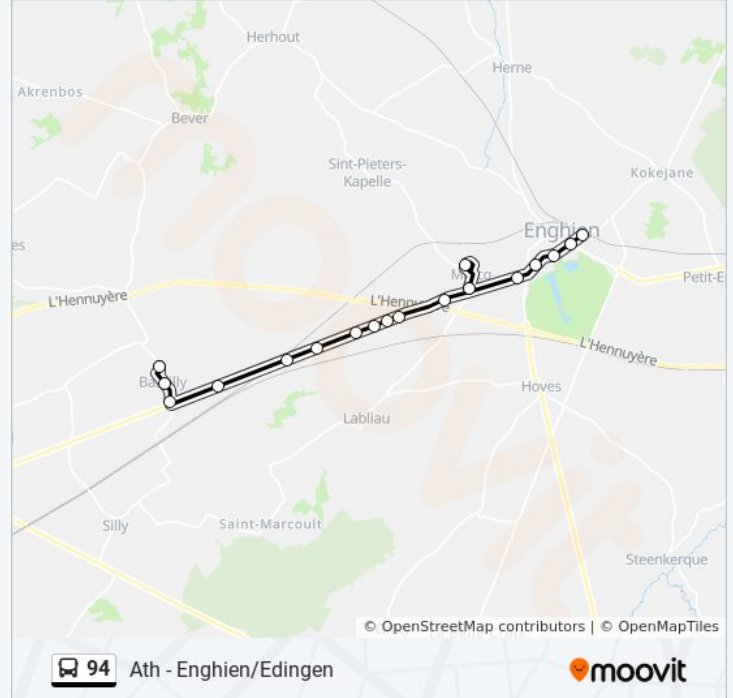 Herhout
Herne
Akrenbos
Bever
Sint-Pieters-
Kapelle
Kokejane
Enghien
es
Petit-E
L'Hennuyère
L'Hennuyère
L'Hennuyère
Hoves
Labliau
Silly
Saint-Marcoult
Steenkerque
© OpenStreetMap contributors | © OpenMapTiles
94 Ath - Enghien/Edingen
moovit